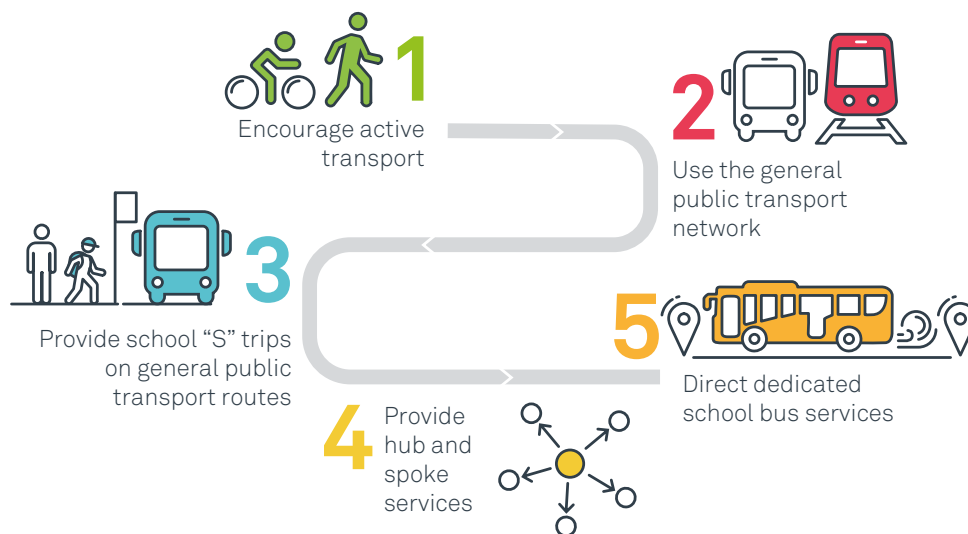 1
Encourage active
transport
2
Use the general
public transport
network
3
Provide school “S” trips
on general public
transport routes
4
Provide
hub and
spoke
services
5
Direct dedicated
school bus services